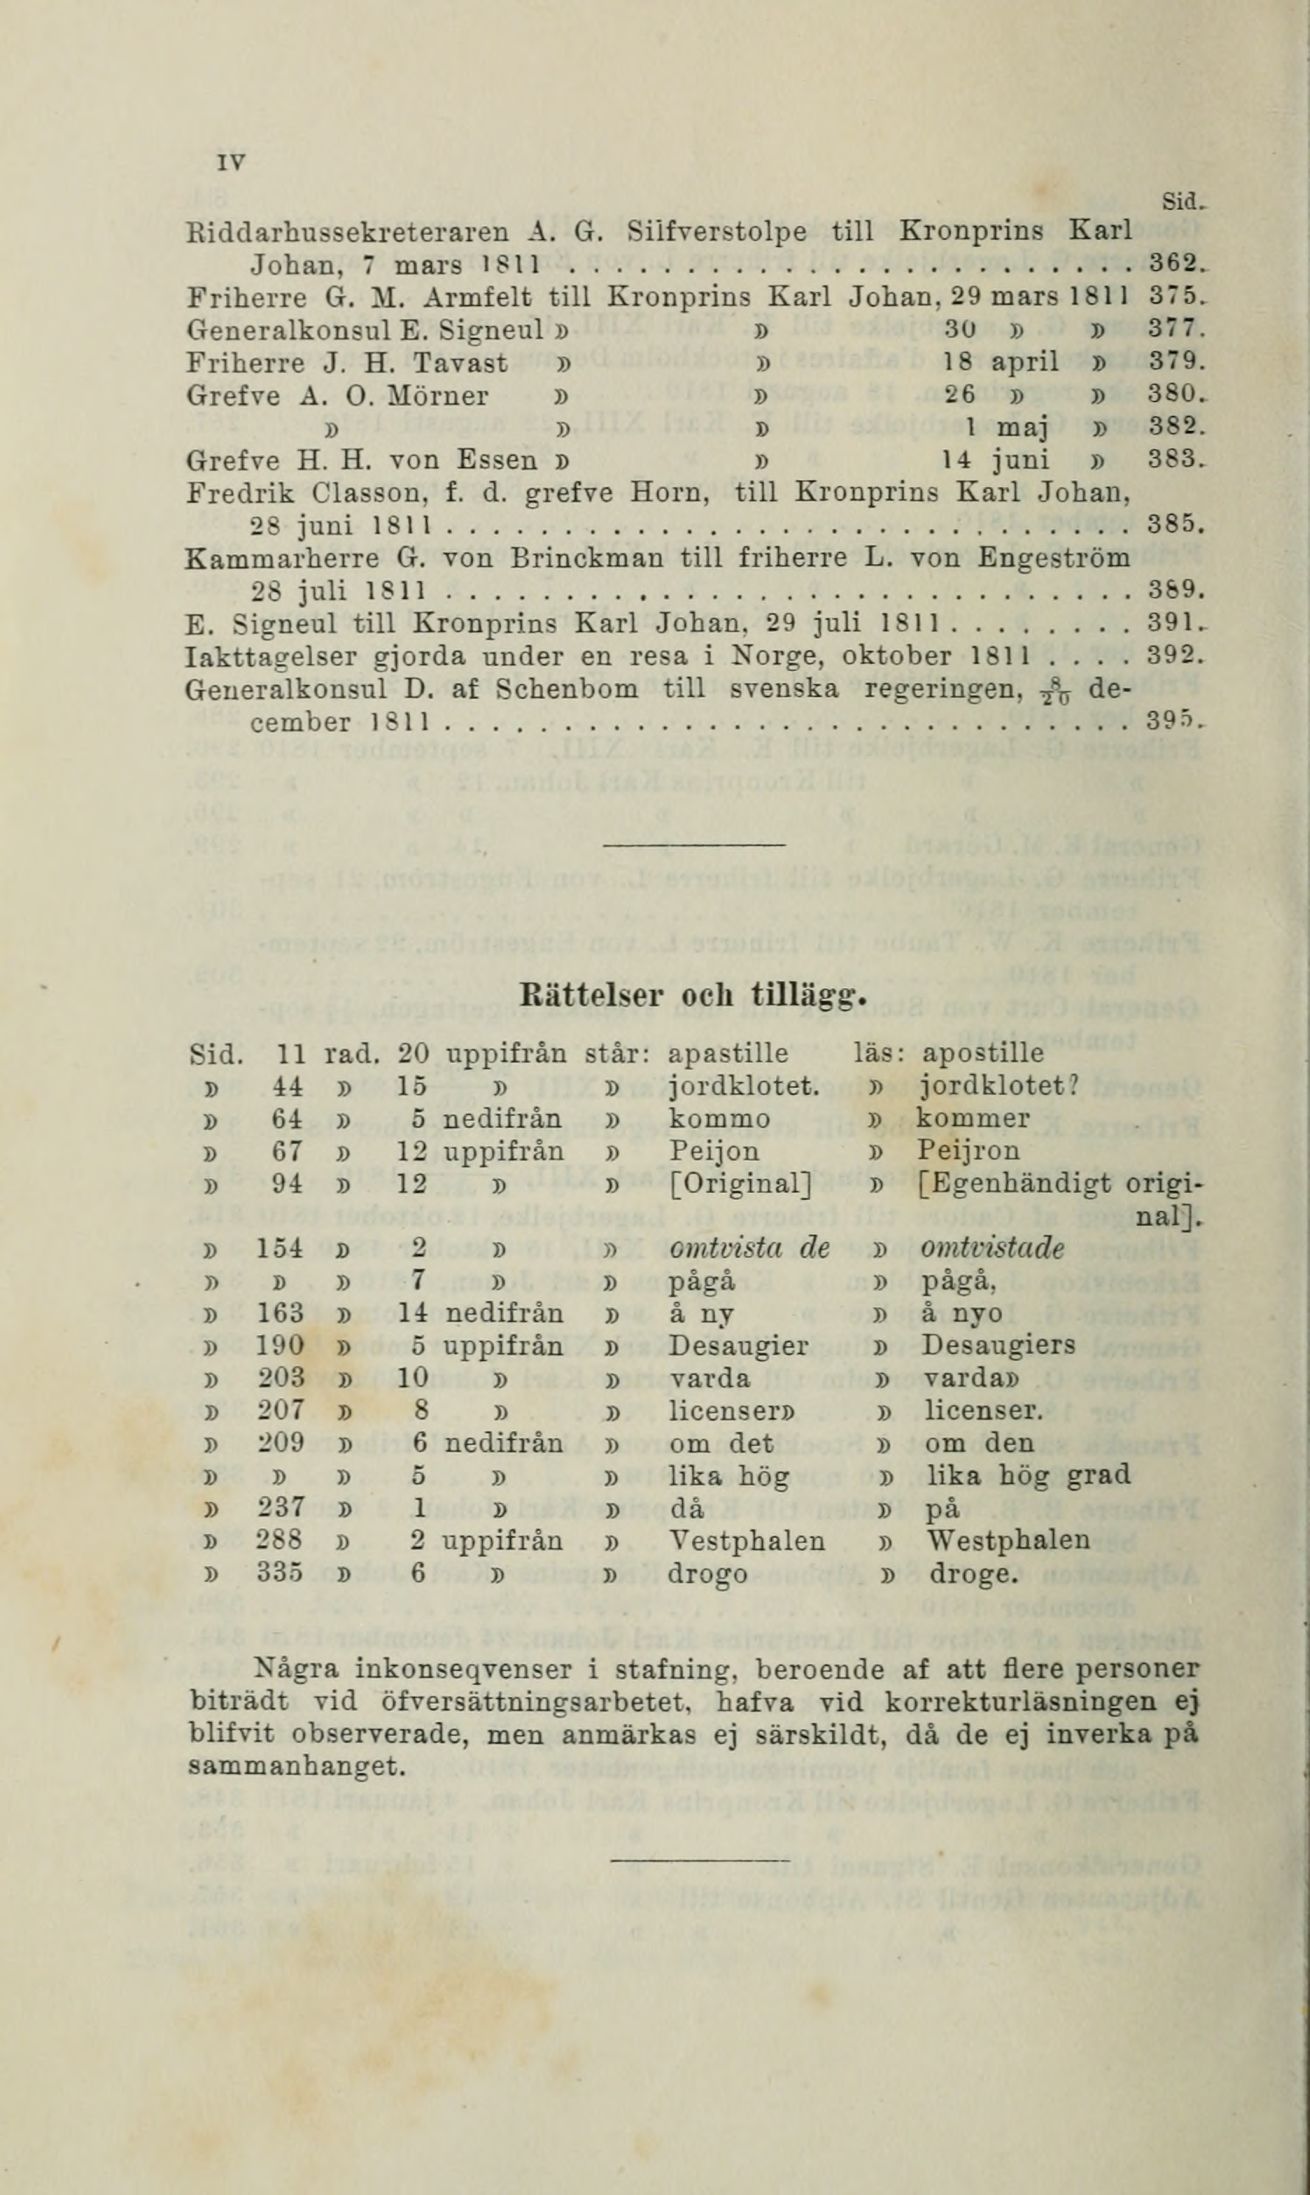 IV
Sid.
Riddarhussekreteraren A. G. Silfverstolpe till Kronprins Karl
Johan, 7 mars 1811 . . . . . . . . . . . . . . . . . . . . . . . . . . . 362.
Friherre G. M. Armfelt till Kronprins Karl Johan, 29 mars 1811 375.
Generalkonsul E. Signeul » » 30 » » 377.
Friherre J. H. Tavast » » 18 april » 379.
Grefve A. O. Mörner » » 26 » » 380.
» » » 1 maj » 382.
Grefve H. H. von Essen » » 14 juni » 383.
Fredrik Classon, f. d. grefve Horn, till Kronprins Karl Johan,
28 juni 1811 . . . . . . . . . . . . . . . . . . . . . . . . . . . . . . 385.
Kammarherre G. von Brinckman till friherre L. von Engeström
28 juli 1811 . . . . . . . . . . . . . . . . . . . . . . . . . . . . . . 389.
E. Signeul till Kronprins Karl Johan, 29 juli 1811 . . . . . . . . 391.
Iakttagelser gjorda under en resa i Norge, oktober 1811 . . . . 392.
Generalkonsul D. af Schenbom till svenska regeringen, 8/20 de-
cember 1811 . . . . . . . . . . . . . . . . . . . . . . . . . . . . . . 395.
Rättelser och tillägg.
Sid. 11 rad. 20 uppifrån står: apastille läs: apostille
» 44 » 15 » » jordklotet. » jordklotet?
» 64 » 5 nedifrån » kommo » kommer
» 67 » 12 uppifrån » Peijon » Peijron
» 94 » 12 » » [Original] » [Egenhändigt origi-
nal].
» 154 » 2 » » omtvista de » omtvistade
» » » 7 » » pågå » pågå,
» 163 » 14 nedifrån » å ny » å nyo
» 190 » 5 uppifrån » Desaugier » Desaugiers
» 203 » 10 » » varda » varda»
» 207 » 8 » » licenser» » licenser.
» 209 » 6 nedifrån » om det » om den
» » » 5 » » lika hög » lika hög grad
» 237 » 1 » » då » på
» 288 » 2 uppifrån » Vestphalen » Westphalen
» 335 » 6 » » drogo » droge.
Några inkonseqvenser i stafning, beroende af att flere personer
biträdt vid öfversättningsarbetet, hafva vid korrekturläsningen ej
blifvit observerade, men anmärkas ej särskildt, då de ej inverka på
sammanhanget.